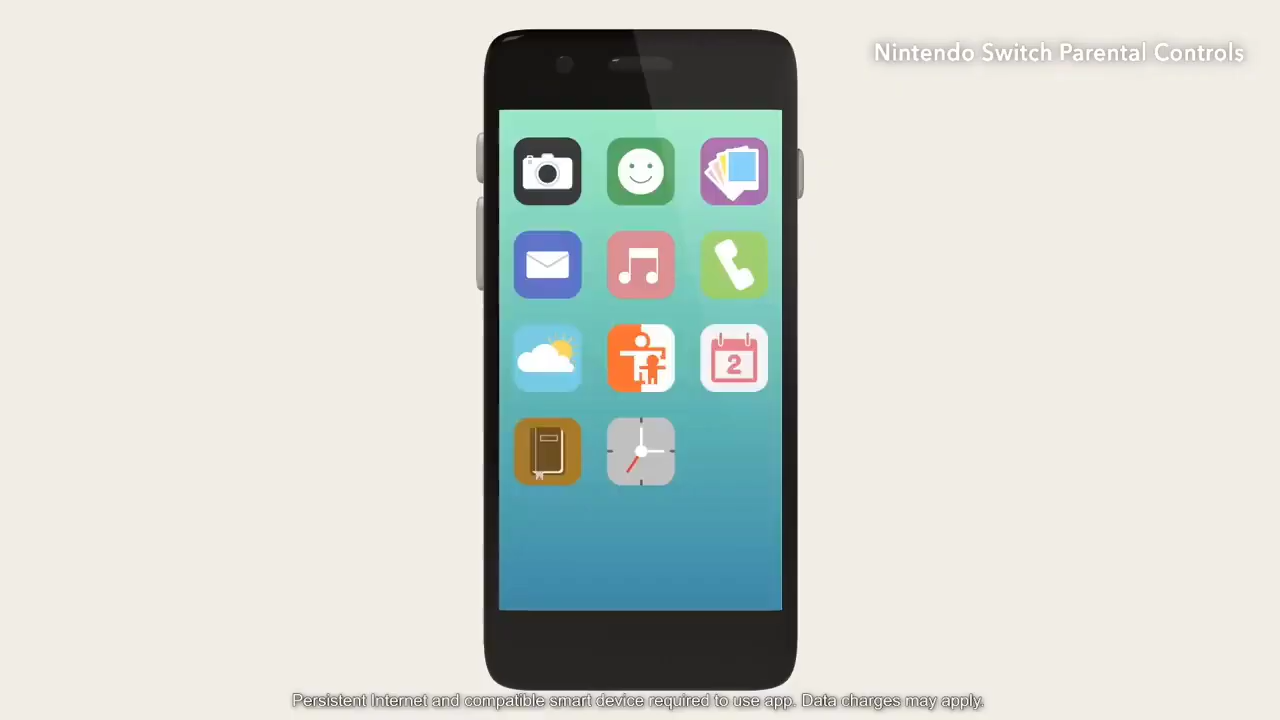 Nintendo Switch Parental Controls
2
Persistent Internet and compatible smart device required to use app. Data charges may apply.